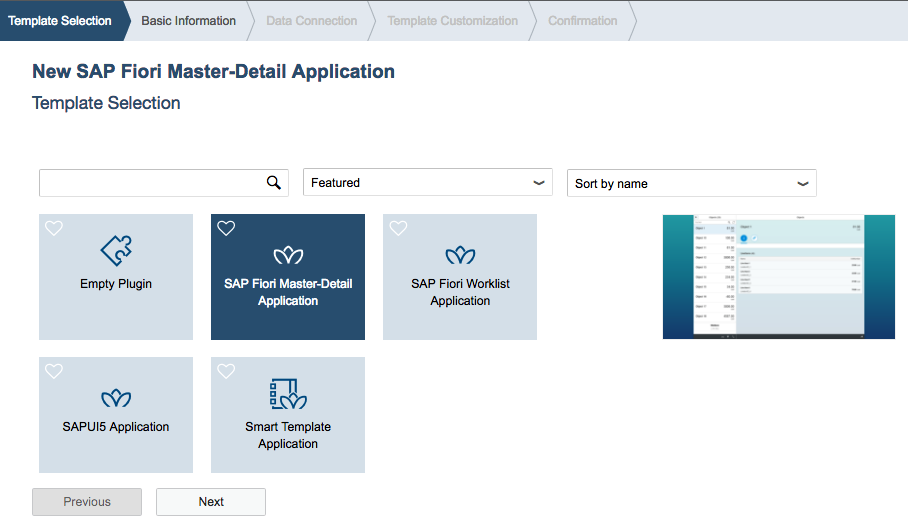 Template Selection
Basic Information
Data Connection
Template Customization
Confirmation
New SAP Fiori Master-Detail Application
Template Selection
Featured
Sort by name
Empty Plugin
SAP Fiori Master-Detail
Application
SAP Fiori Worklist
Application
SAPUI5 Application
Smart Template
Application
Previous
Next